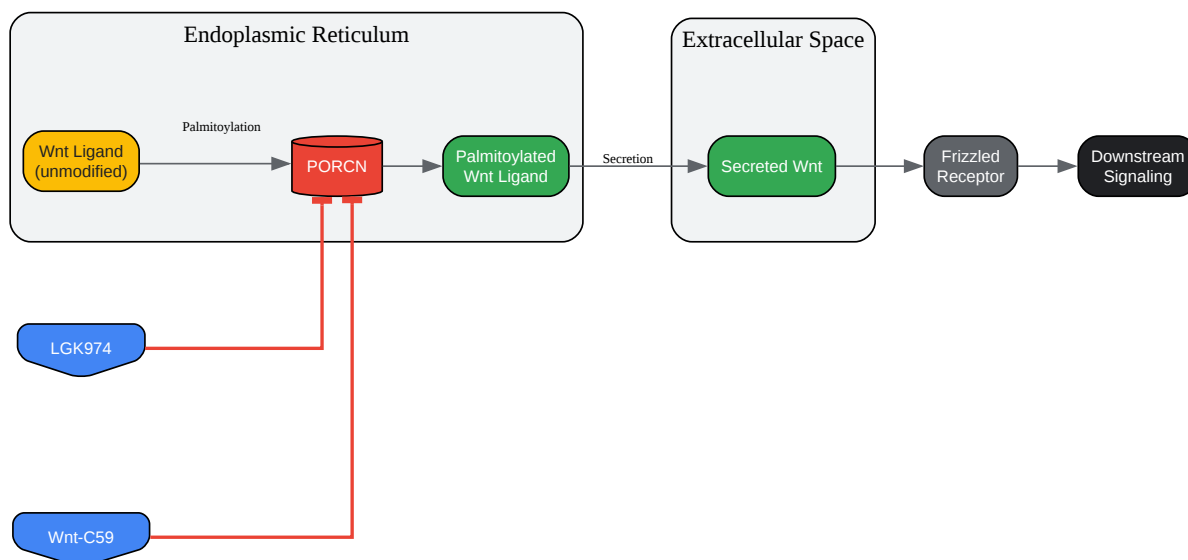 Endoplasmic Reticulum
Extracellular Space
Palmitoylation
Wnt Ligand
(unmodified)
PORCN
Palmitoylated
Wnt Ligand
Secretion
Secreted Wnt
Frizzled
Receptor
Downstream
Signaling
LGK974
Wnt-C59